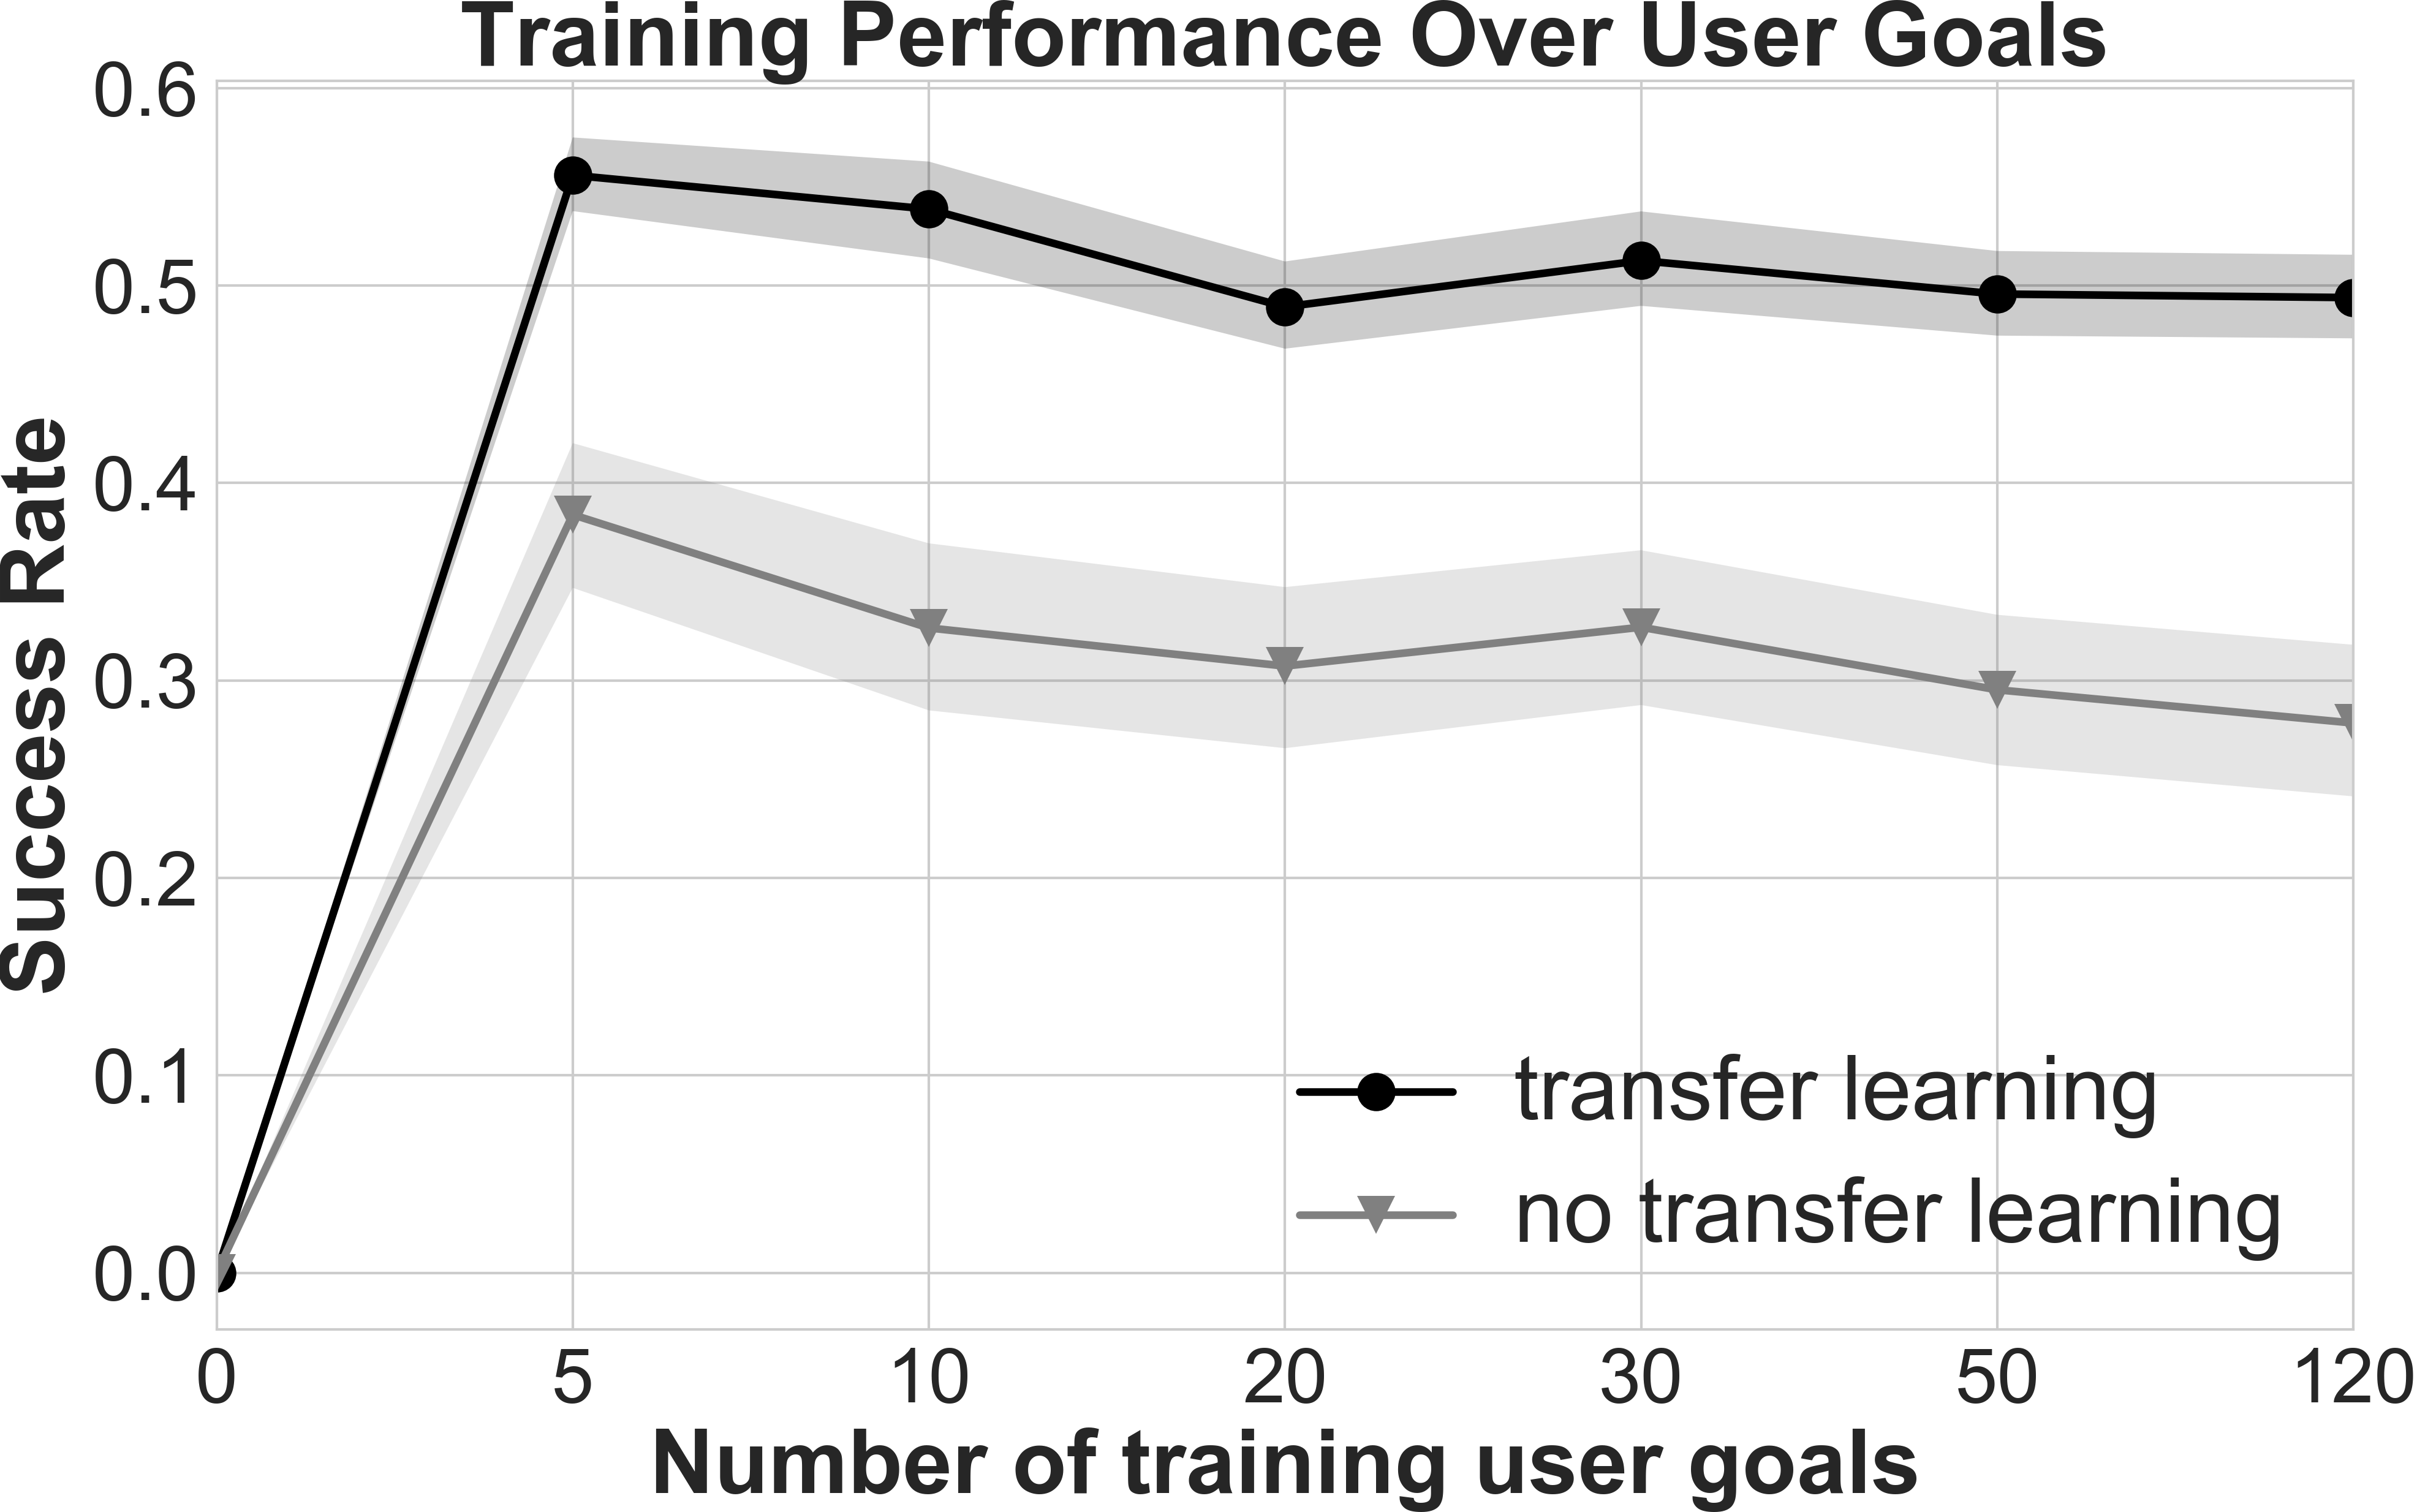 Training Performance Over User Goals
0.6
0.5
0.4
0.3
0.2
0.1
0.0
Success Rate
transfer learning
no transfer learning
0 5 10 20 30 50 120
Number of training user goals